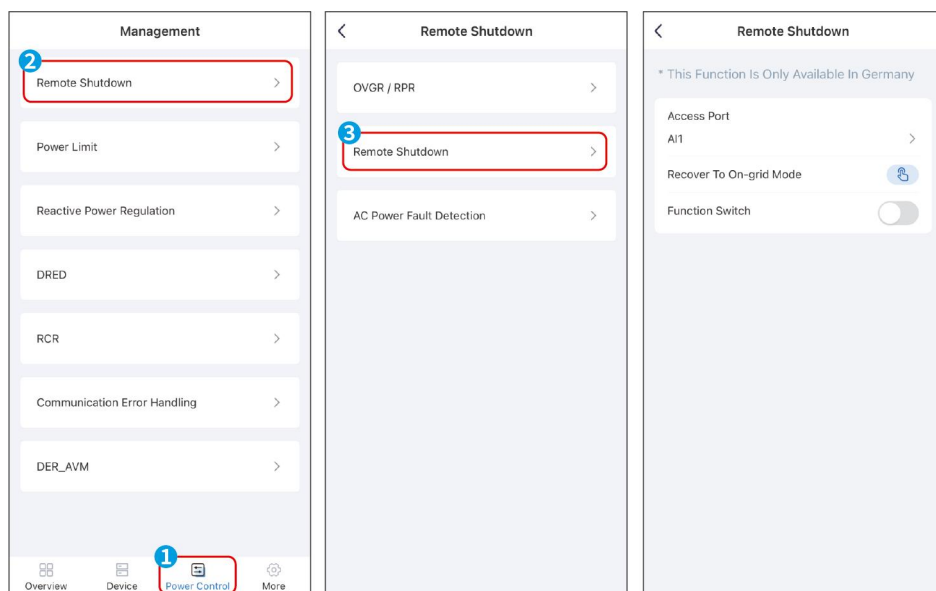 Management
2
Remote Shutdown
Power Limit
Reactive Power Regulation
DRED
RCR
Communication Error Handling
DER_AVM
1
Overview
Device
Power Control
More
Remote Shutdown
OVGR / RPR
3
Remote Shutdown
AC Power Fault Detection
Remote Shutdown
* This Function Is Only Available In Germany
Access Port
AI1
Recover To On-grid Mode
Function Switch